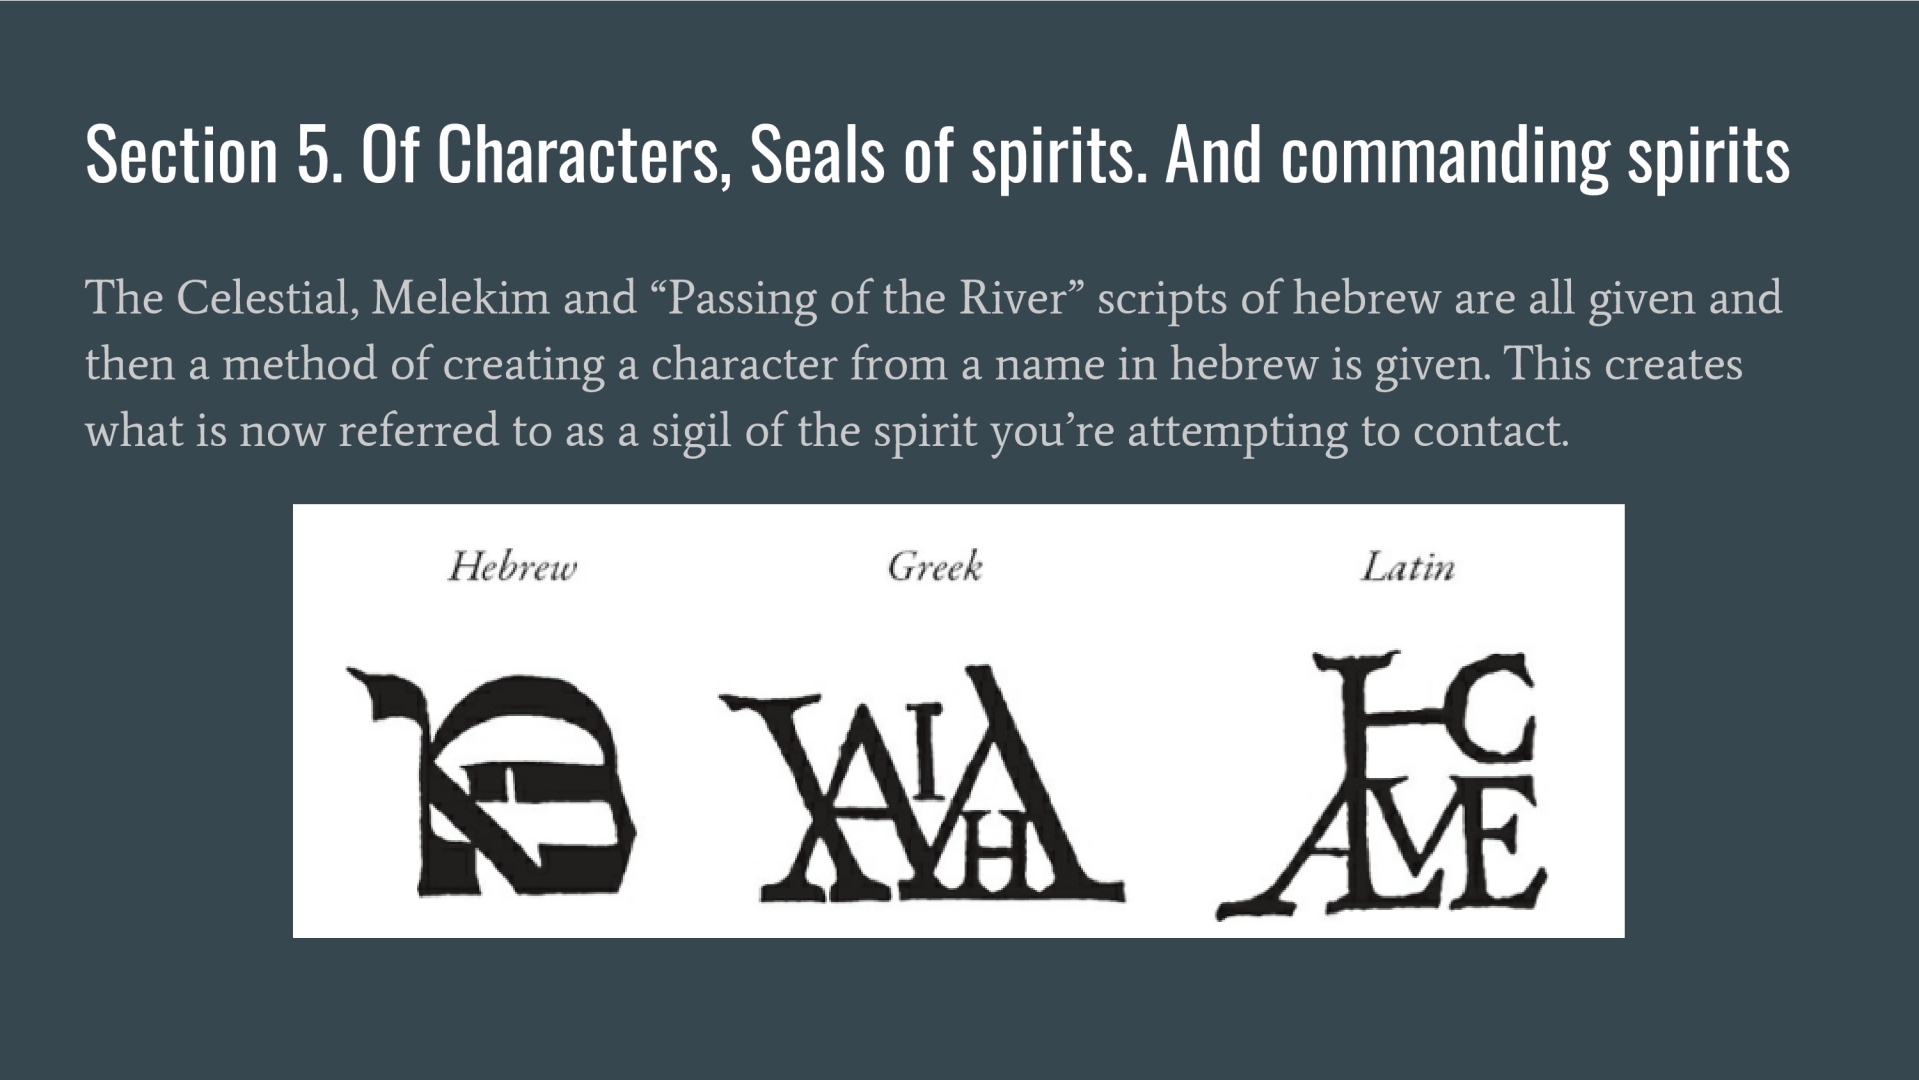 Section 5. Of Characters, Seals of spirits. And commanding spirits
The Celestial, Melekim and “Passing of the River” scripts of hebrew are all given and
then a method of creating a character from a name in hebrew is given. This creates
what is now referred to as a sigil of the spirit you’re attempting to contact.
Hebrew Greek Latin